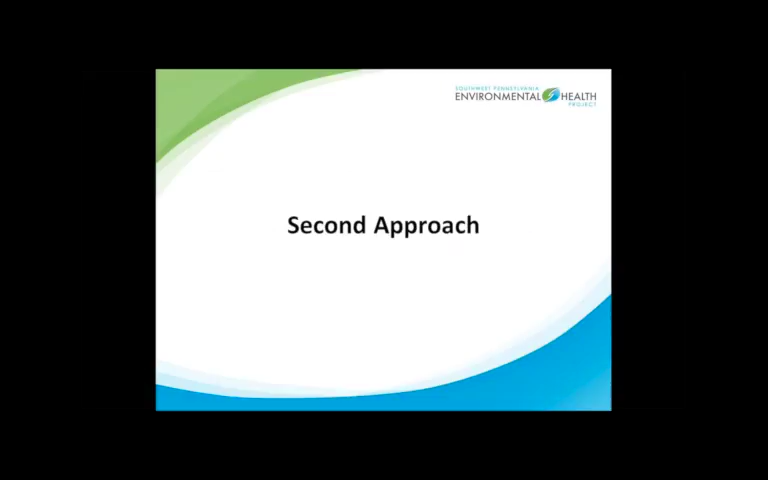 SOUTHWEST PENNSYLVANIA
ENVIRONMENTAL HEALTH
PROJECT
Second Approach